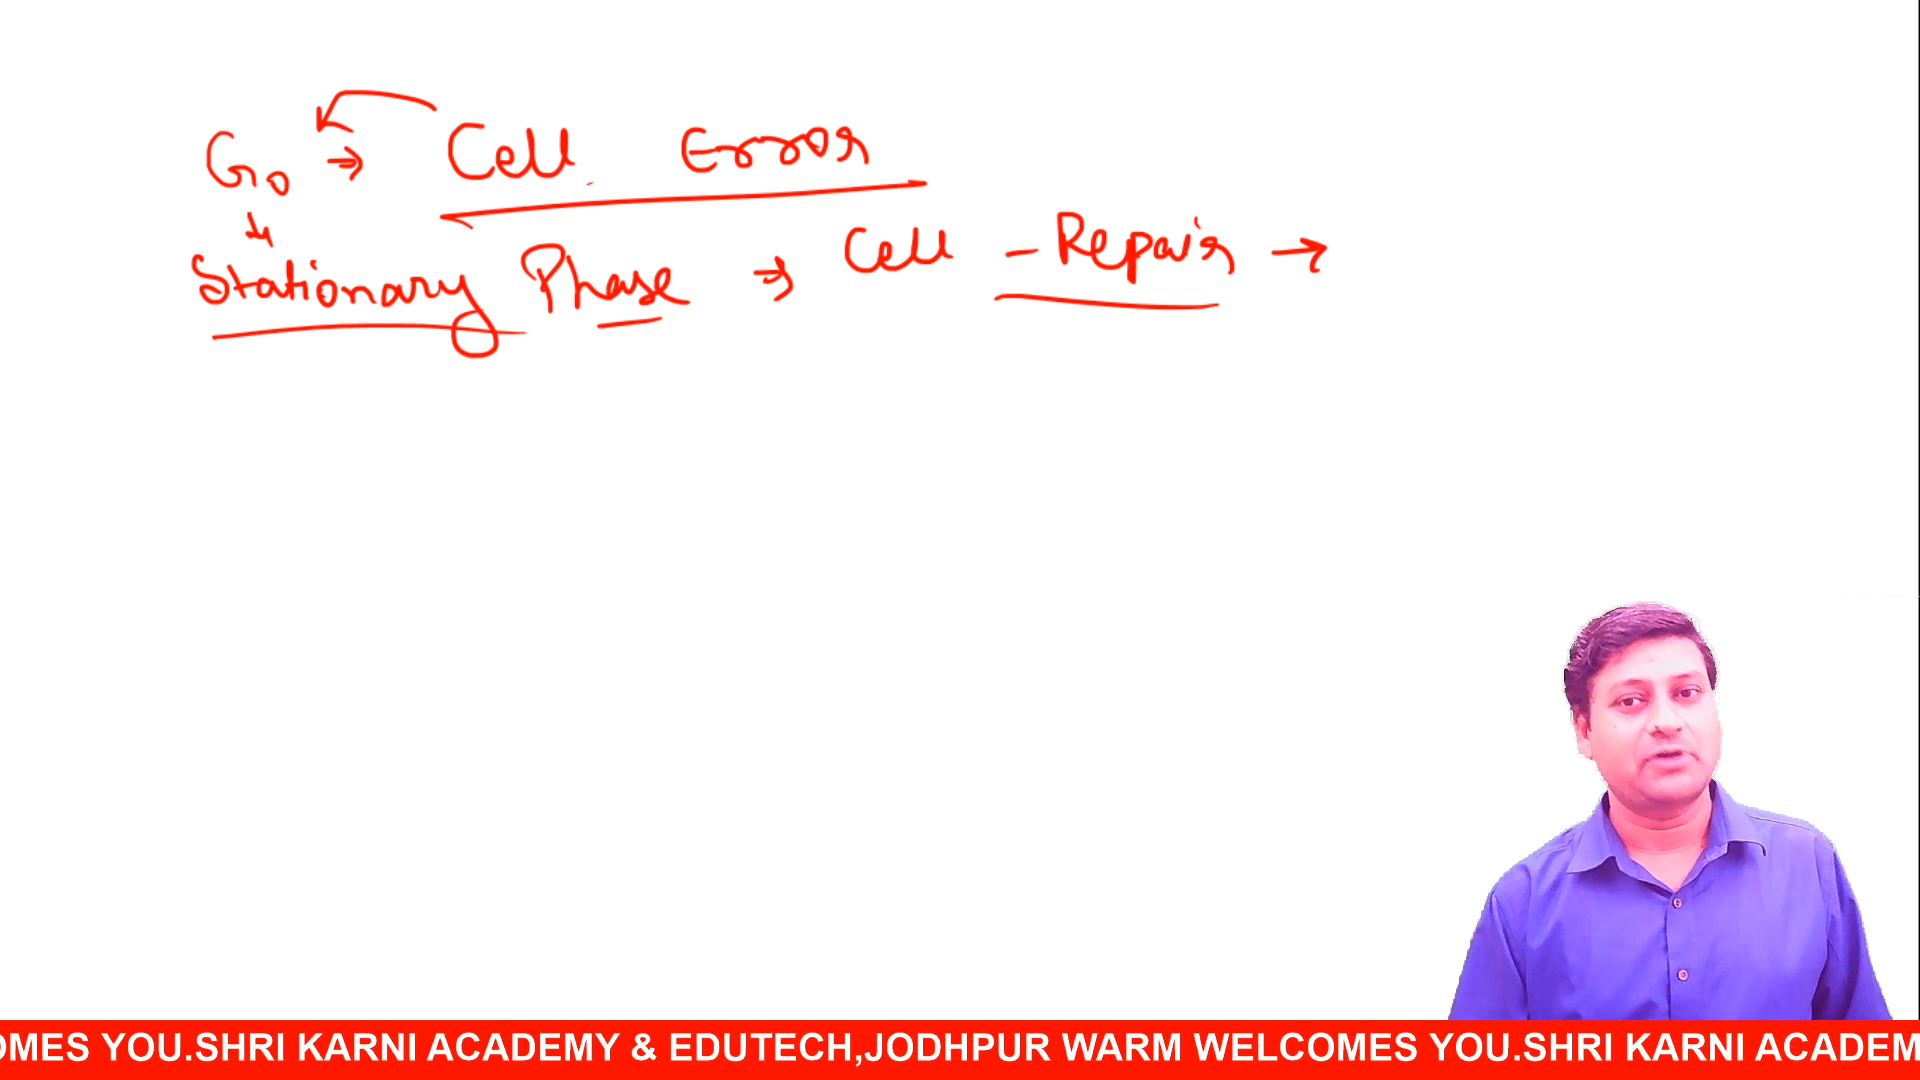 G0 → Cell Error
↓
Stationary Phase → Cell - Repair →
OMES YOU.SHRI KARNI ACADEMY & EDUTECH,JODHPUR WARM WELCOMES YOU.SHRI KARNI ACADEM